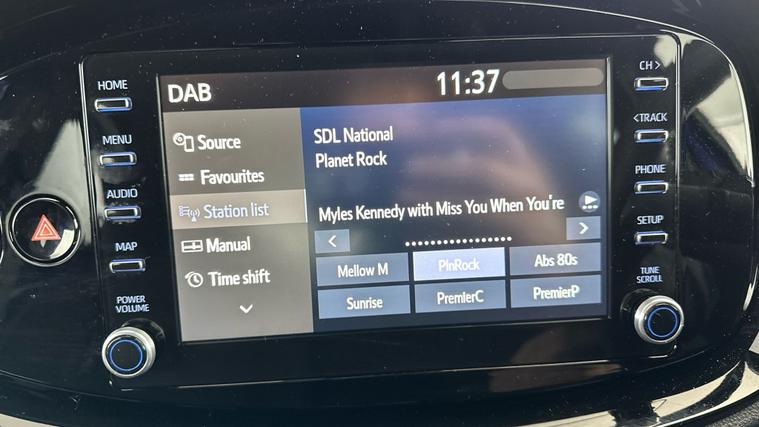 DAB
11:37
HOME
MENU
AUDIO
MAP
POWER
VOLUME
Source
Favourites
Station list
Manual
Time shift
SDL National
Planet Rock
Myles Kennedy with Miss You When You're
<
>
Mellow M
PlnRock
Abs 80s
Sunrise
PremierC
PremierP
CH >
< TRACK
PHONE
SETUP
TUNE
SCROLL